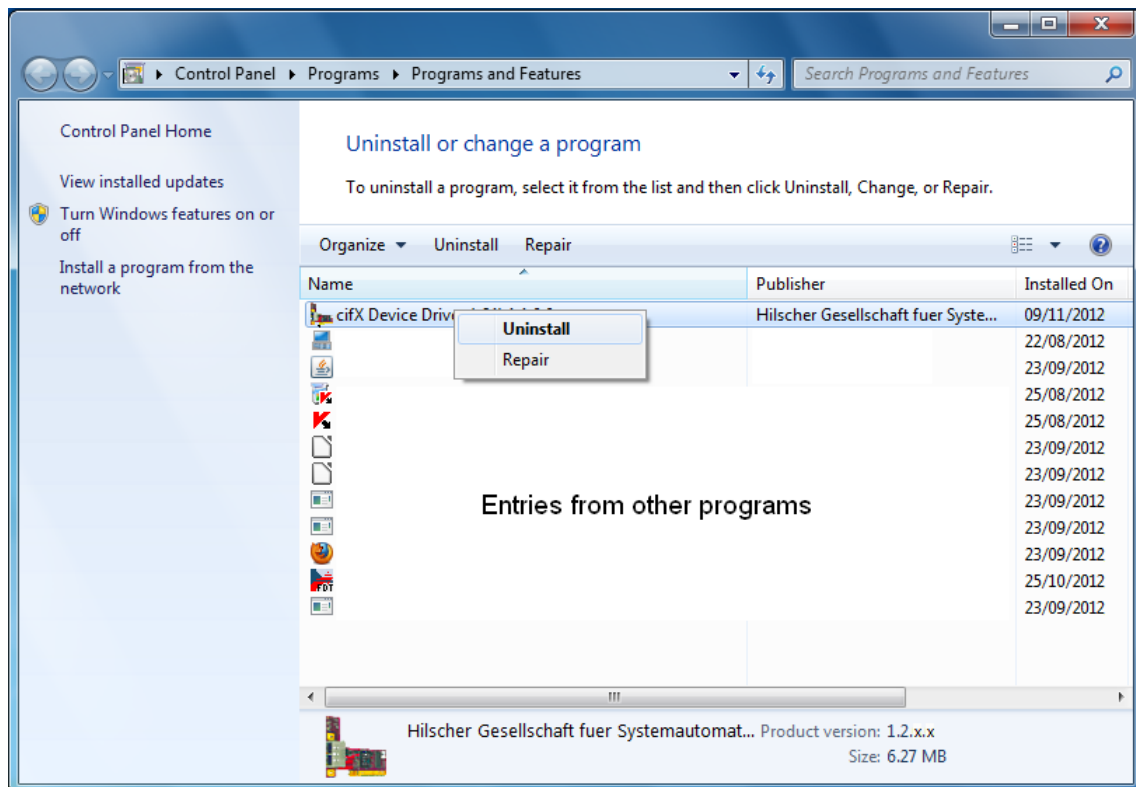 Control Panel Programs Programs and Features
Search Programs and Features
Control Panel Home
View installed updates
Turn Windows features on or
off
Install a program from the
network
Uninstall or change a program
To uninstall a program, select it from the list and then click Uninstall, Change, or Repair.
Organize Uninstall Repair
Name Publisher Installed On
cifX Device Hilscher Gesellschaft fuer Syste... 09/11/2012
Uninstall
Repair
22/08/2012
23/09/2012
25/08/2012
25/08/2012
23/09/2012
23/09/2012
Entries from other programs 23/09/2012
23/09/2012
23/09/2012
FDT 25/10/2012
23/09/2012
Hilscher Gesellschaft fuer Systemautomat... Product version: 1.2.x.x
Size: 6.27 MB